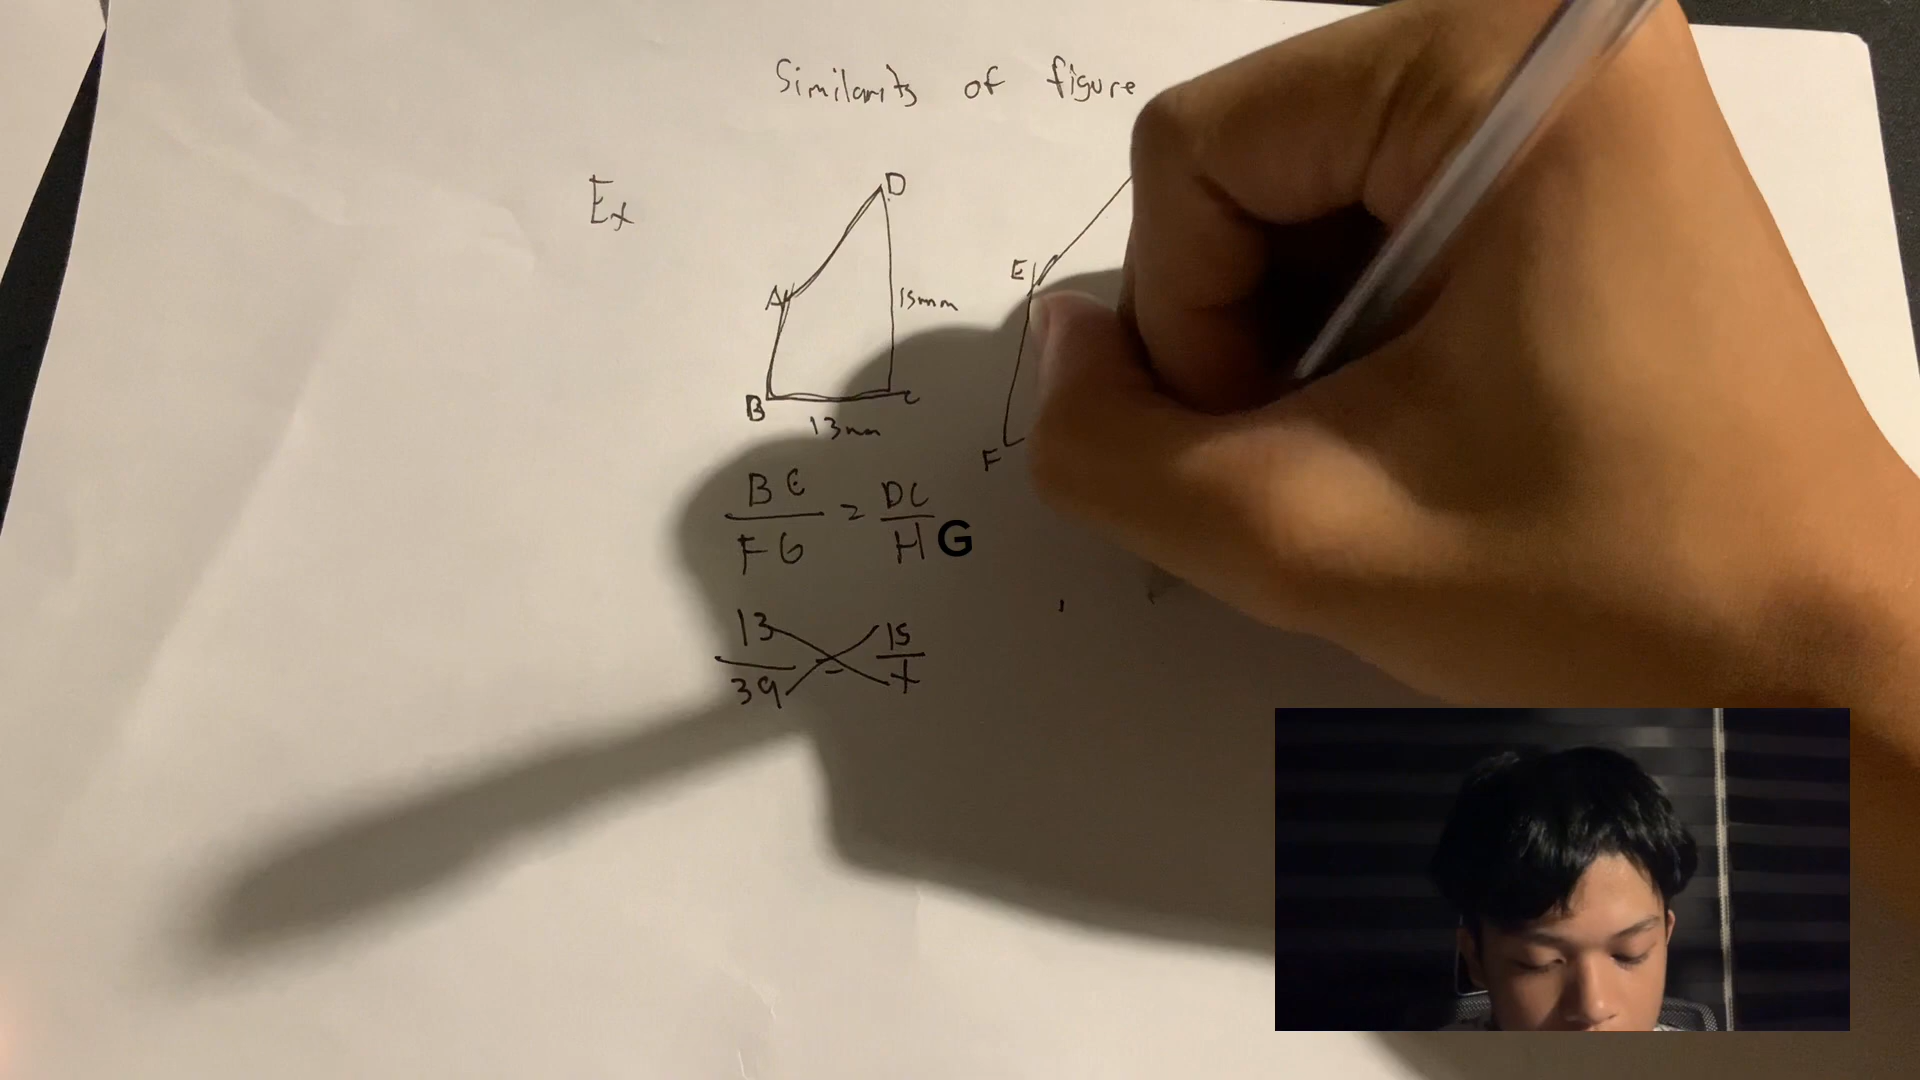 Similarity of figure
Ex
D
A
E
15mm
B
C
13mm
F
BC = DC
FG HG
13 = 15
39 x